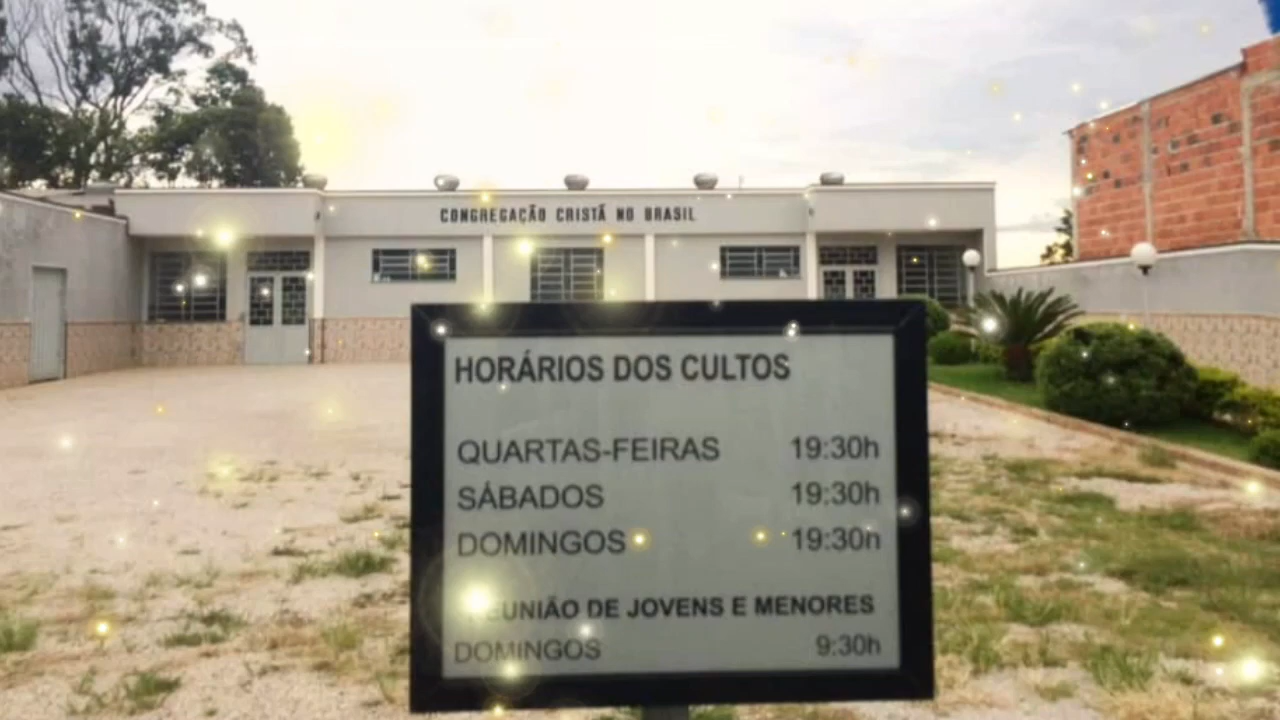 CONGREGAÇÃO CRISTÃ NO BRASIL
HORÁRIOS DOS CULTOS
QUARTAS-FEIRAS 19:30h
SÁBADOS 19:30h
DOMINGOS 19:30h
REUNIÃO DE JOVENS E MENORES
DOMINGOS 9:30h